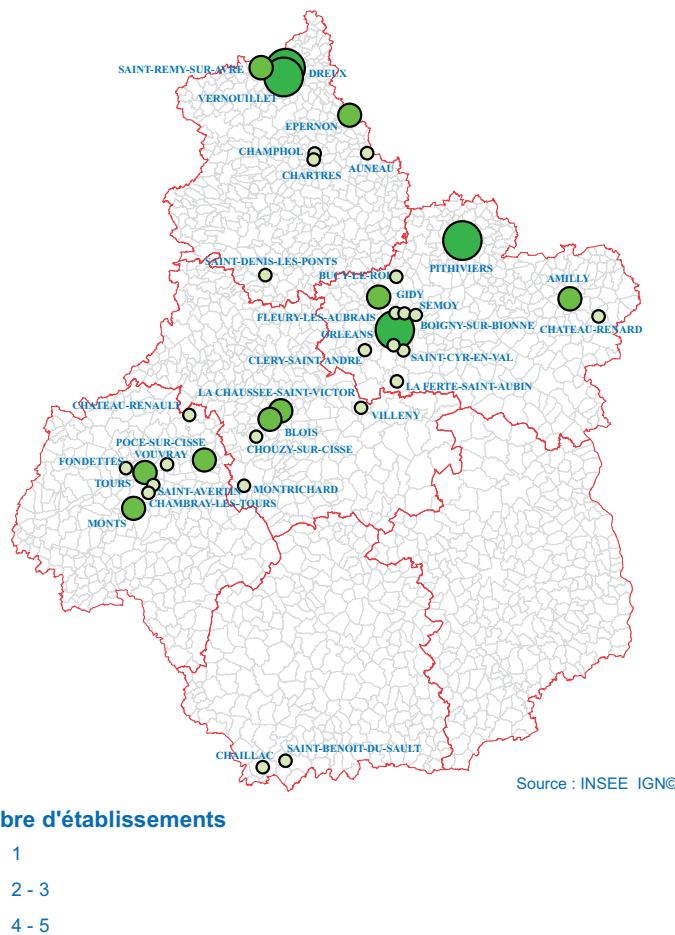 SAINT-REMY-SUR-AVRE
DREUX
VERNOUILLET
EPERNON
CHAMPHOL
AUNEAU
CHARTRES
SAINT-DENIS-LES-PONTS
BUCY-LE-ROI
PITHIVIERS
AMILLY
GIDY
SEMOY
FLEURY-LES-AUBRAIS
BOIGNY-SUR-BIONNE
CHATEAU-RENARD
ORLEANS
CLERY-SAINT-ANDRE
SAINT-CYR-EN-VAL
LA FERTE-SAINT-AUBIN
LA CHAUSSEE-SAINT-VICTOR
CHATEAU-RENAULT
VILLENY
BLOIS
POCE-SUR-CISSE
CHOUZY-SUR-CISSE
VOUVRAY
FONDETTES
TOURS
SAINT-AVERTIN
MONTRICHARD
CHAMBRAY-LES-TOURS
MONTS
SAINT-BENOIT-DU-SAULT
CHAILLAC
Source : INSEE IGN©
bre d'établissements
1
2 - 3
4 - 5